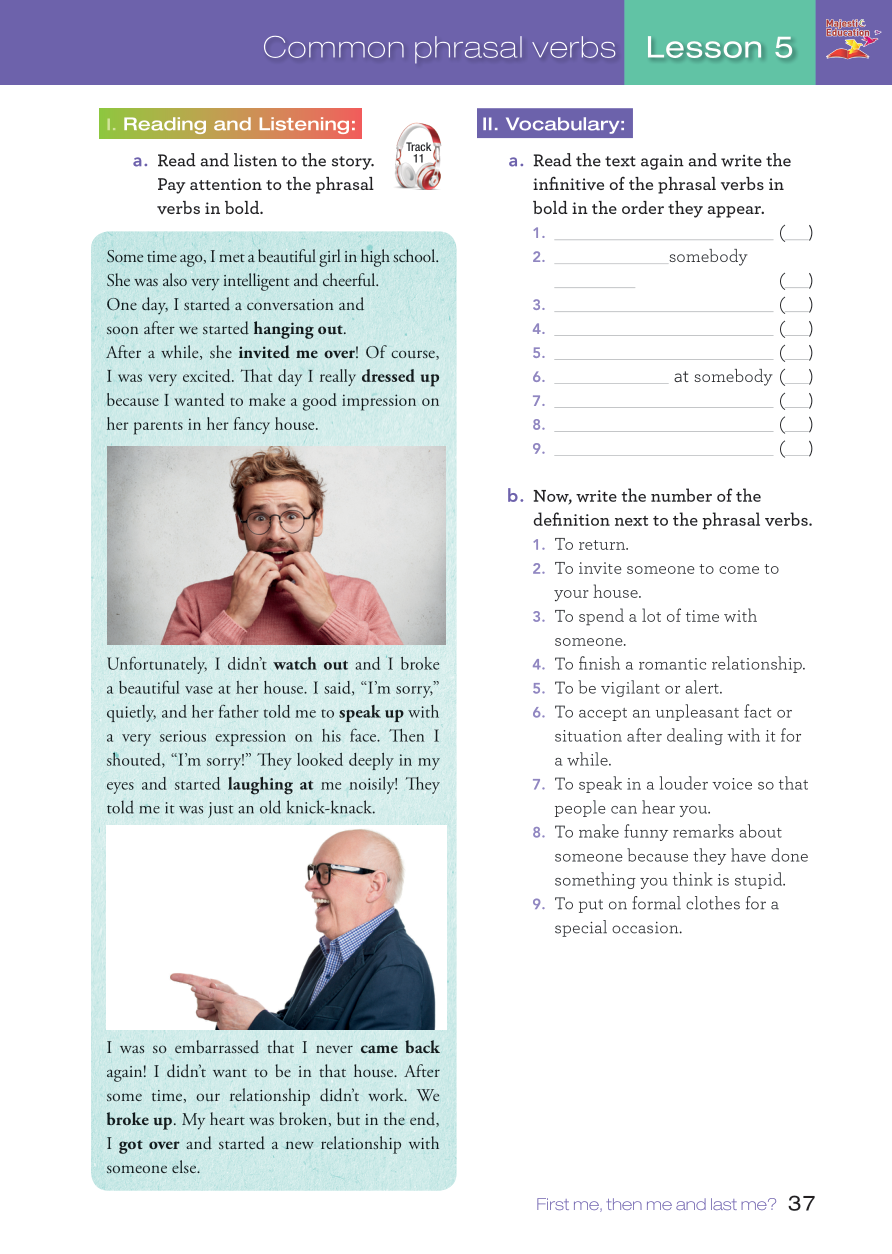 Common phrasal verbs Lesson 5
Majestic
Education
I. Reading and Listening:
a. Read and listen to the story.
Pay attention to the phrasal
verbs in bold.
Track
11
Some time ago, I met a beautiful girl in high school.
She was also very intelligent and cheerful.
One day, I started a conversation and
soon after we started hanging out.
After a while, she invited me over! Of course,
I was very excited. That day I really dressed up
because I wanted to make a good impression on
her parents in her fancy house.
Unfortunately, I didn’t watch out and I broke
a beautiful vase at her house. I said, “I’m sorry,”
quietly, and her father told me to speak up with
a very serious expression on his face. Then I
shouted, “I’m sorry!” They looked deeply in my
eyes and started laughing at me noisily! They
told me it was just an old knick-knack.
I was so embarrassed that I never came back
again! I didn’t want to be in that house. After
some time, our relationship didn’t work. We
broke up. My heart was broken, but in the end,
I got over and started a new relationship with
someone else.
II. Vocabulary:
a. Read the text again and write the
infinitive of the phrasal verbs in
bold in the order they appear.
1. ______________________ (__)
2. ____________somebody
________ (__)
3. ______________________ (__)
4. ______________________ (__)
5. ______________________ (__)
6. ____________ at somebody (__)
7. ______________________ (__)
8. ______________________ (__)
9. ______________________ (__)
b. Now, write the number of the
definition next to the phrasal verbs.
1. To return.
2. To invite someone to come to
your house.
3. To spend a lot of time with
someone.
4. To finish a romantic relationship.
5. To be vigilant or alert.
6. To accept an unpleasant fact or
situation after dealing with it for
a while.
7. To speak in a louder voice so that
people can hear you.
8. To make funny remarks about
someone because they have done
something you think is stupid.
9. To put on formal clothes for a
special occasion.
First me, then me and last me? 37